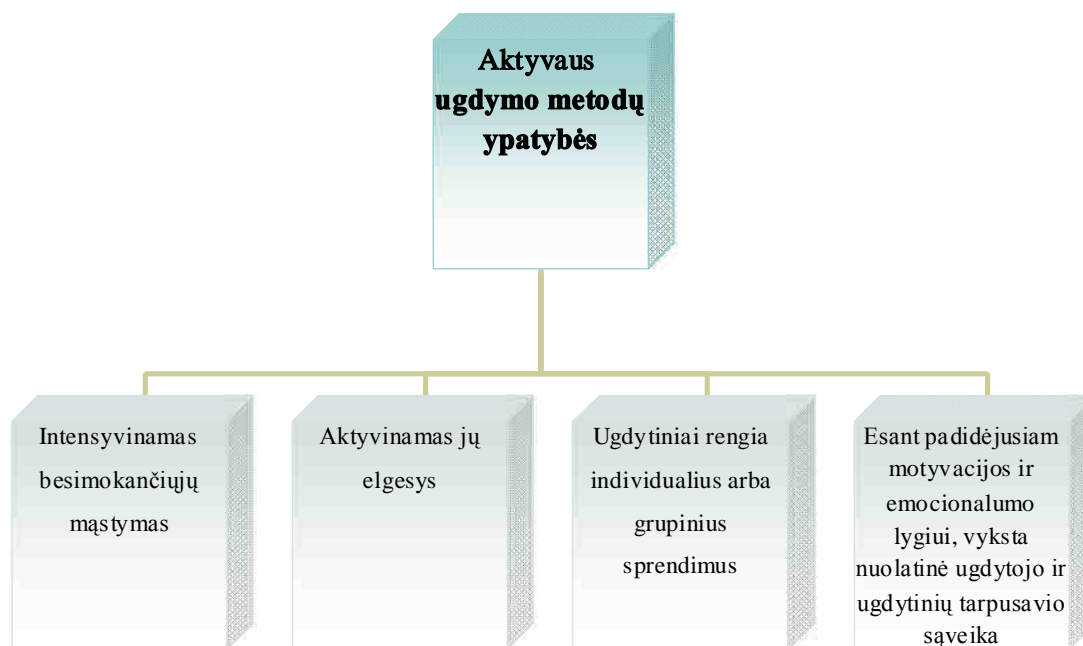 Aktyvaus
ugdymo metodų
ypatybės
Intensyvinamas
besimokančiųjų
mąstymas
Aktyvinamas jų
elgesys
Ugdytiniai rengia
individualius arba
grupinius
sprendimus
Esant padidėjusiam
motyvacijos ir
emocionalumo
lygiui, vyksta
nuolatinė ugdytojo ir
ugdytinių tarpusavio
sąveika